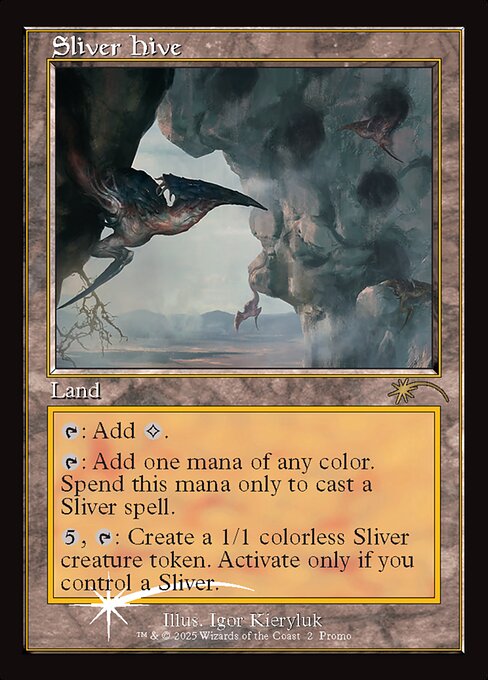 Sliver Hive
Land
: Add .
: Add one mana of any color.
Spend this mana only to cast a
Sliver spell.
5, : Create a 1/1 colorless Sliver
creature token. Activate only if you
control a Sliver.
Illus. Igor Kieryluk
™ & © 2025 Wizards of the Coast 2 Promo